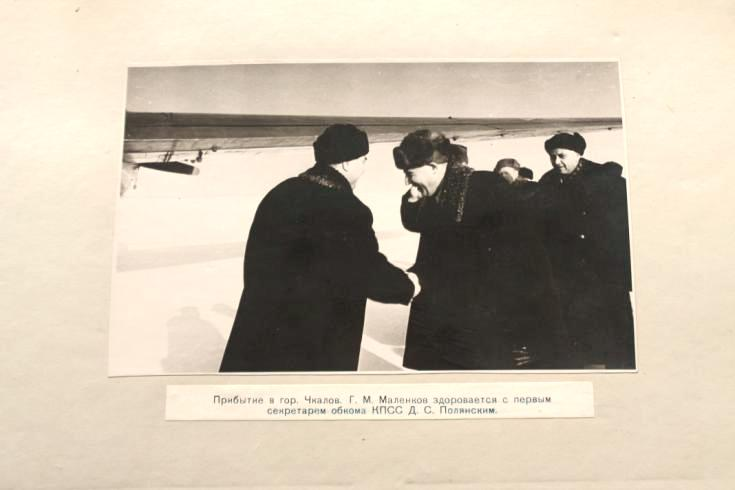 Прибытие в гор. Чкалов. Г. М. Маленков здоровается с первым
секретарем обкома КПСС Д. С. Полянским.